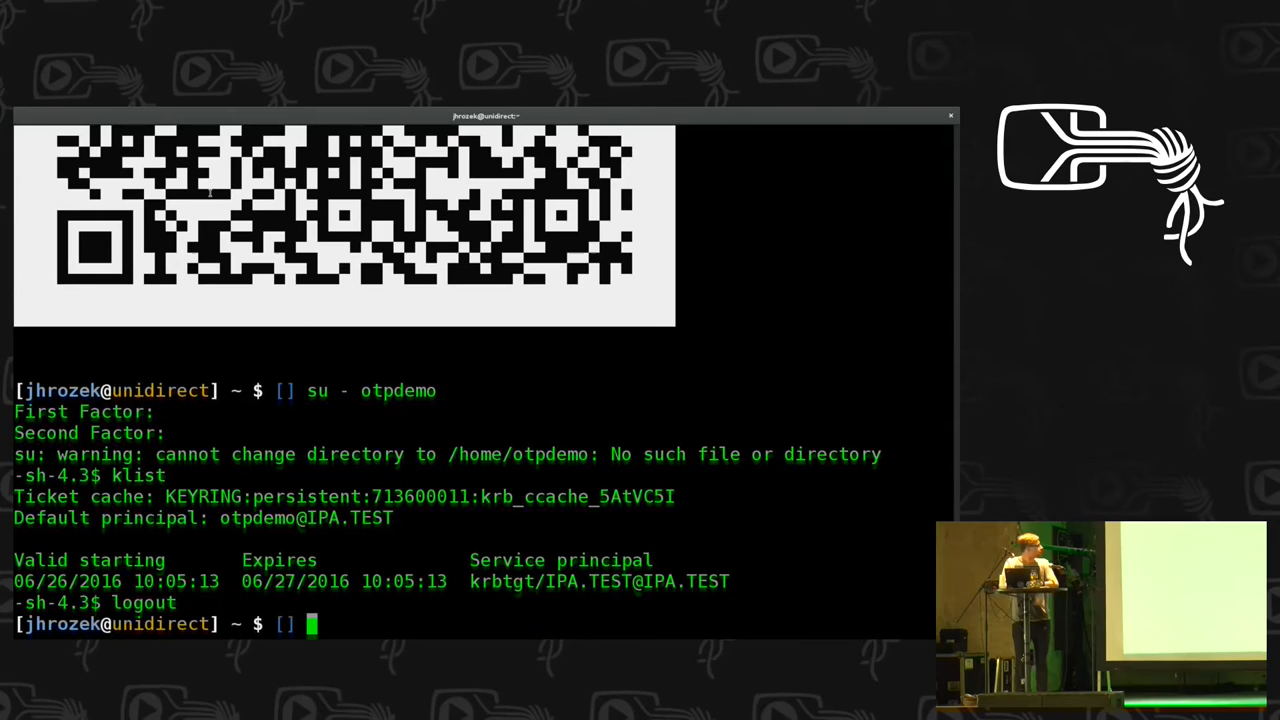 jhrozek@unidirect:~
[jhrozek@unidirect] ~ $ [] su - otpdemo
First Factor:
Second Factor:
su: warning: cannot change directory to /home/otpdemo: No such file or directory
-sh-4.3$ klist
Ticket cache: KEYRING:persistent:713600011:krb_ccache_5AtVC5I
Default principal: otpdemo@IPA.TEST
Valid starting Expires Service principal
06/26/2016 10:05:13 06/27/2016 10:05:13 krbtgt/IPA.TEST@IPA.TEST
-sh-4.3$ logout
[jhrozek@unidirect] ~ $ []